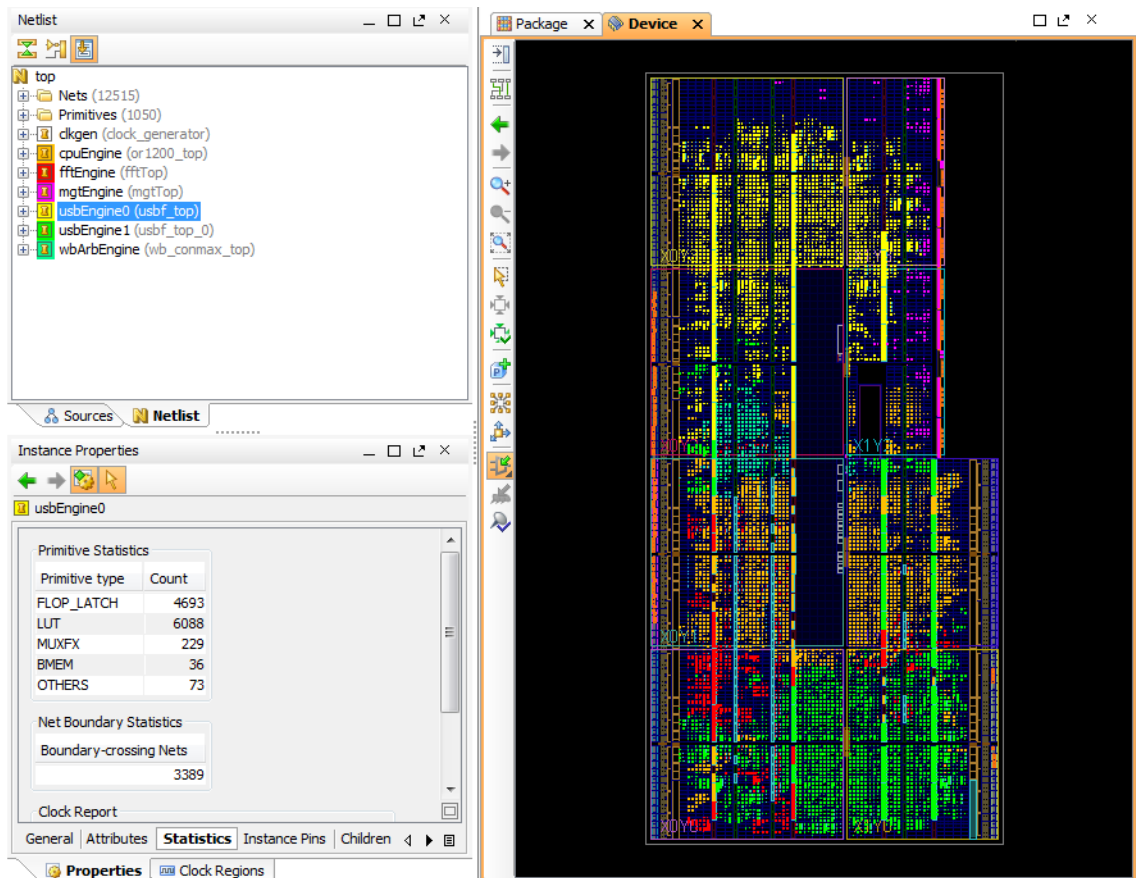 Netlist
top
Nets (12515)
Primitives (1050)
clkgen (clock_generator)
cpuEngine (or1200_top)
fftEngine (fftTop)
mgtEngine (mgtTop)
usbEngine0 (usbf_top)
usbEngine1 (usbf_top_0)
wbArbEngine (wb_conmax_top)
Sources Netlist
Instance Properties
usbEngine0
Primitive Statistics
Primitive type Count
FLOP_LATCH 4693
LUT 6088
MUXFX 229
BMEM 36
OTHERS 73
Net Boundary Statistics
Boundary-crossing Nets
3389
Clock Report
General Attributes Statistics Instance Pins Children
Properties Clock Regions
Package Device
X1Y2
X0Y1
X0Y0
X1Y0